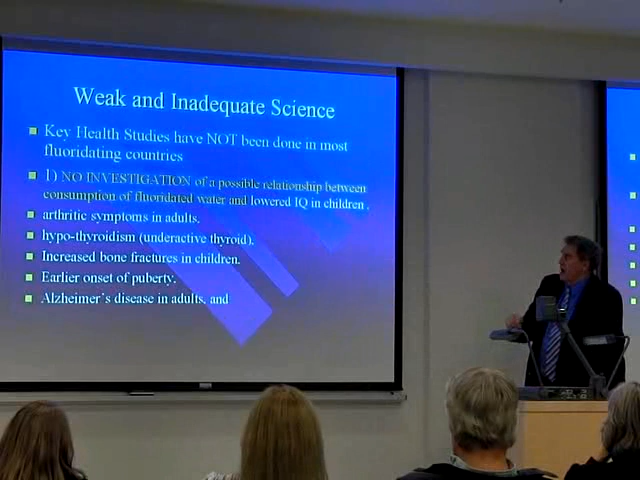 Weak and Inadequate Science
Key Health Studies have NOT been done in most
fluoridating countries
1) NO INVESTIGATION of a possible relationship between
consumption of fluoridated water and lowered IQ in children ,
arthritic symptoms in adults,
hypo-thyroidism (underactive thyroid),
Increased bone fractures in children,
Earlier onset of puberty,
Alzheimer's disease in adults, and